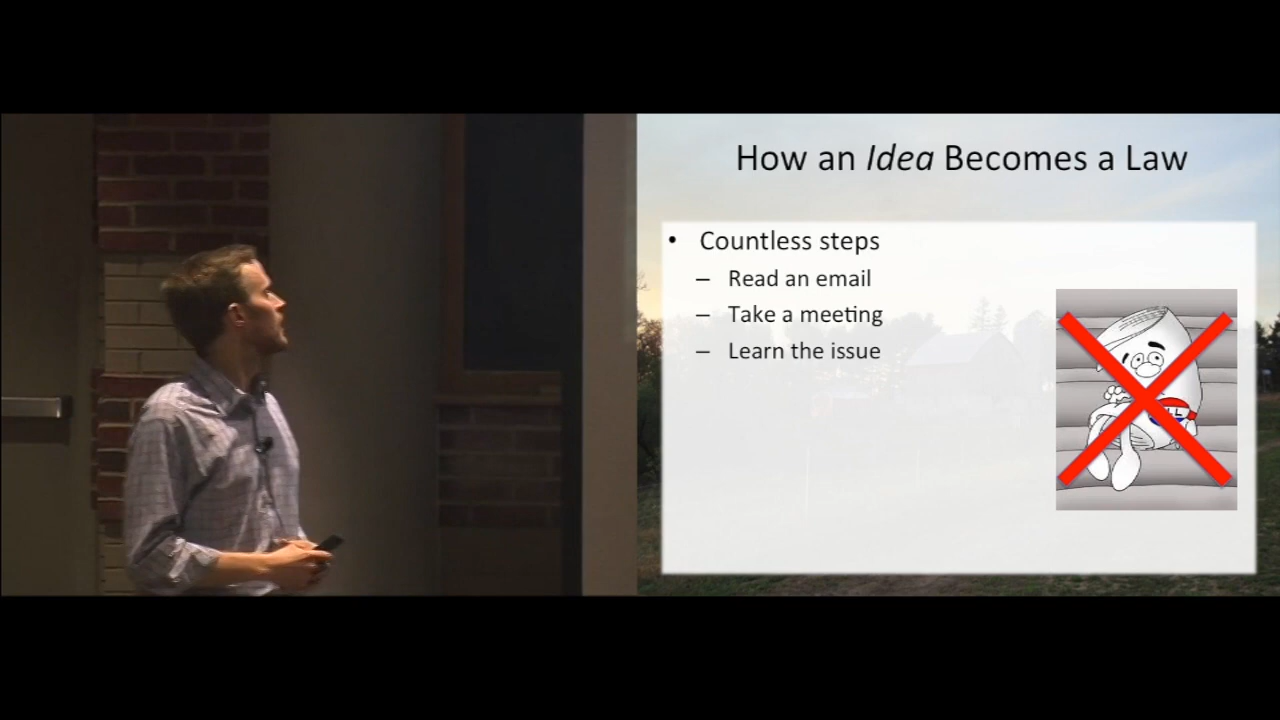 How an Idea Becomes a Law
• Countless steps
– Read an email
– Take a meeting
– Learn the issue